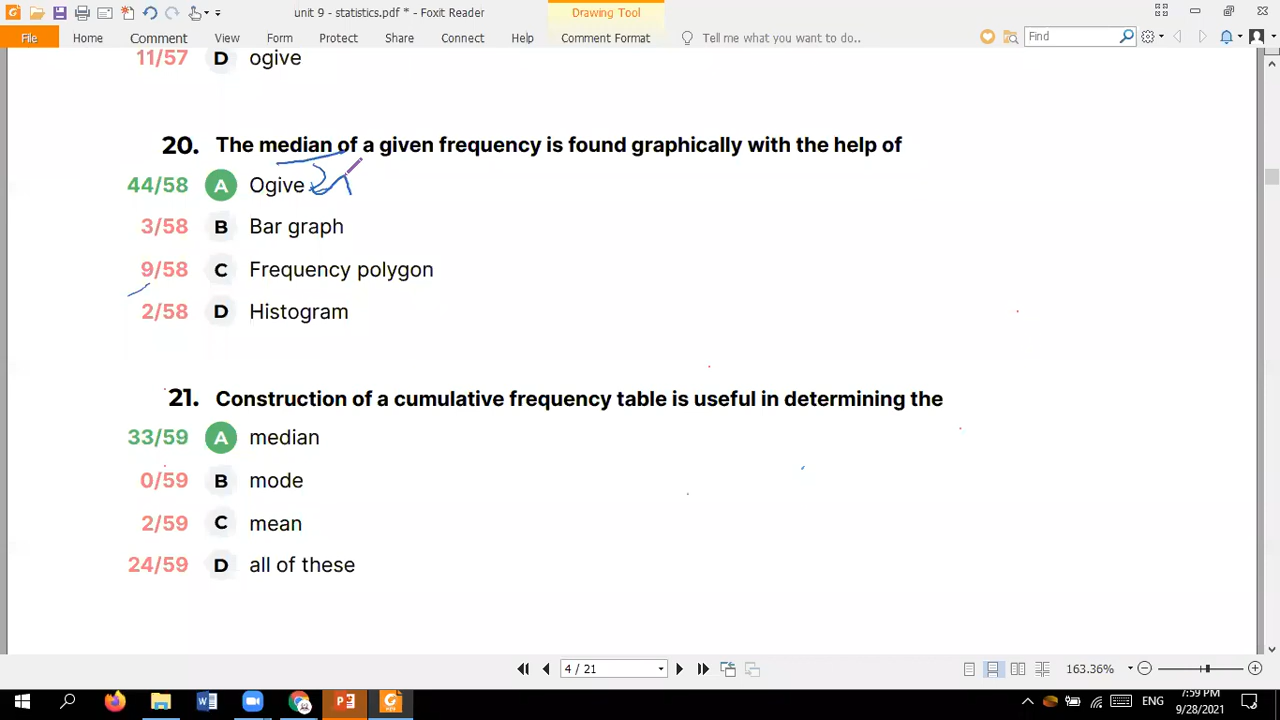 unit 9 - statistics.pdf * - Foxit Reader
Drawing Tool
File Home Comment View Form Protect Share Connect Help Comment Format Tell me what you want to do.. Find
11/57 D ogive
20. The median of a given frequency is found graphically with the help of
44/58 A Ogive
3/58 B Bar graph
9/58 C Frequency polygon
2/58 D Histogram
21. Construction of a cumulative frequency table is useful in determining the
33/59 A median
0/59 B mode
2/59 C mean
24/59 D all of these
4 / 21
163.36%
ENG
7:59 PM
9/28/2021